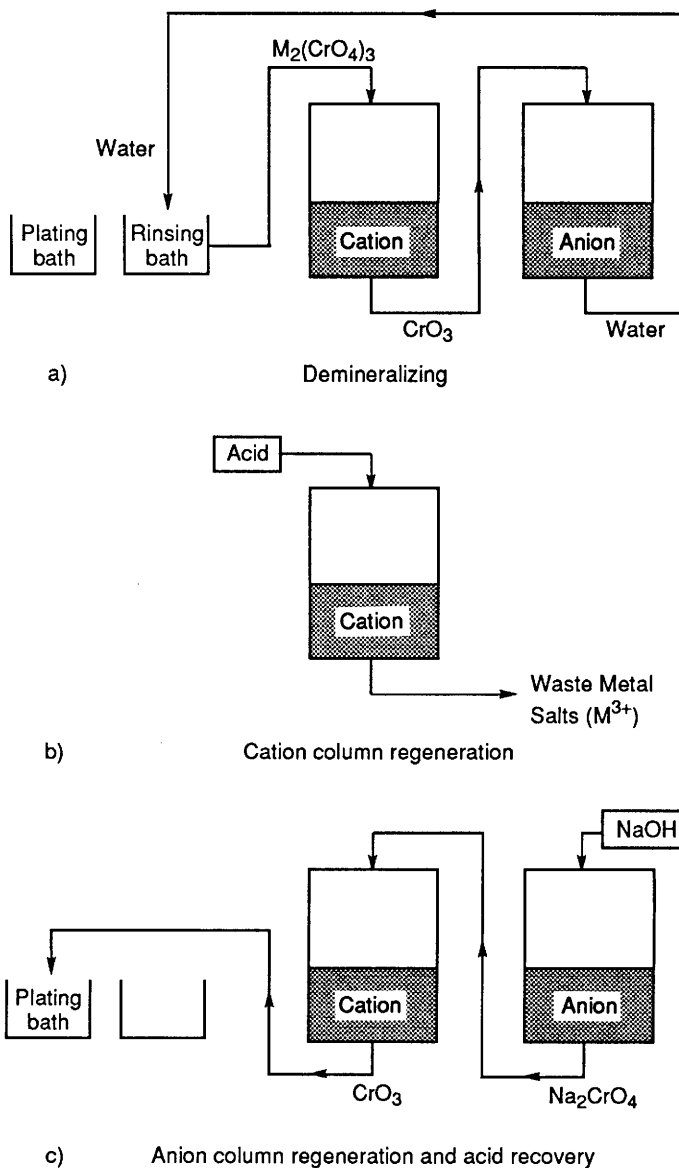 M₂(CrO₄)₃
Water
Plating
bath
Rinsing
bath
Cation
Anion
CrO₃
Water
a) Demineralizing
Acid
Cation
Waste Metal
Salts (M³⁺)
b) Cation column regeneration
NaOH
Plating
bath
Cation
Anion
CrO₃
Na₂CrO₄
c) Anion column regeneration and acid recovery